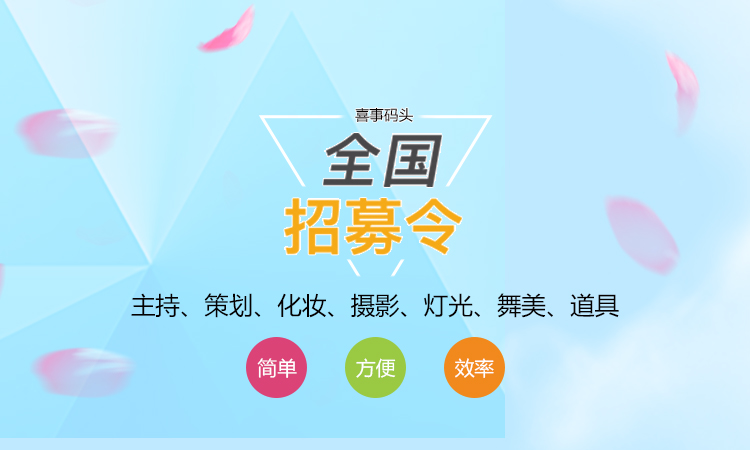 喜事码头
全国
招募令
主持、策划、化妆、摄影、灯光、舞美、道具
简单 方便 效率